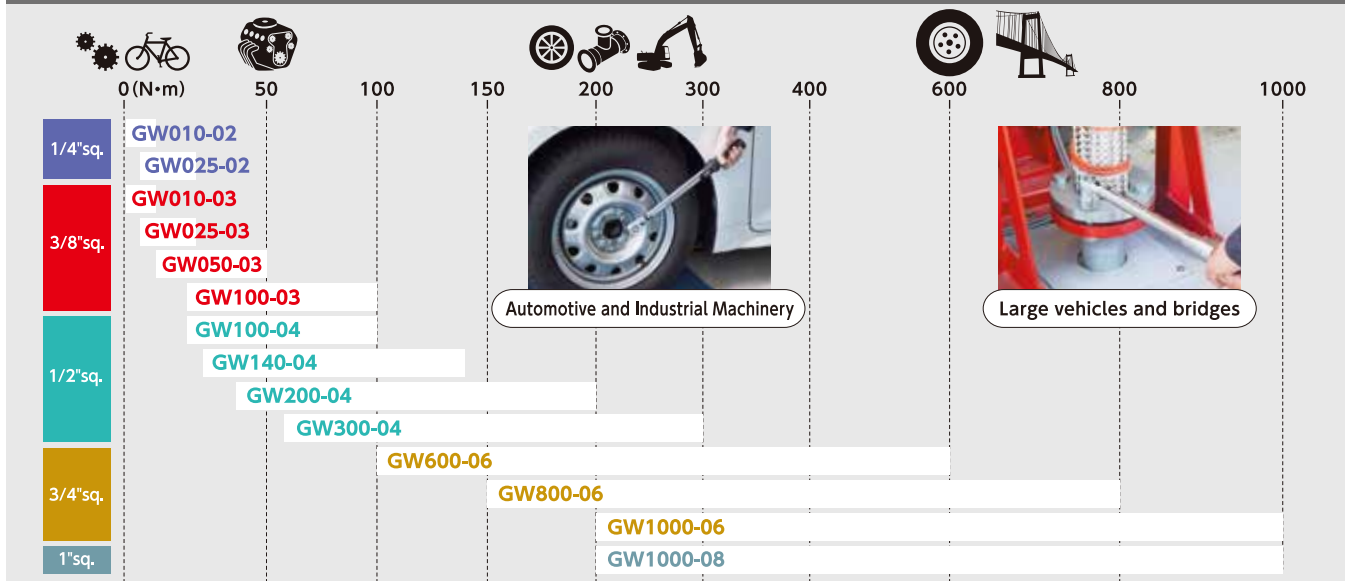 0(N•m) 50 100 150 200 300 400 600 800 1000
1/4"sq.
GW010-02
GW025-02
3/8"sq.
GW010-03
GW025-03
GW050-03
GW100-03
Automotive and Industrial Machinery
Large vehicles and bridges
1/2"sq.
GW100-04
GW140-04
GW200-04
GW300-04
3/4"sq.
GW600-06
GW800-06
GW1000-06
1"sq.
GW1000-08